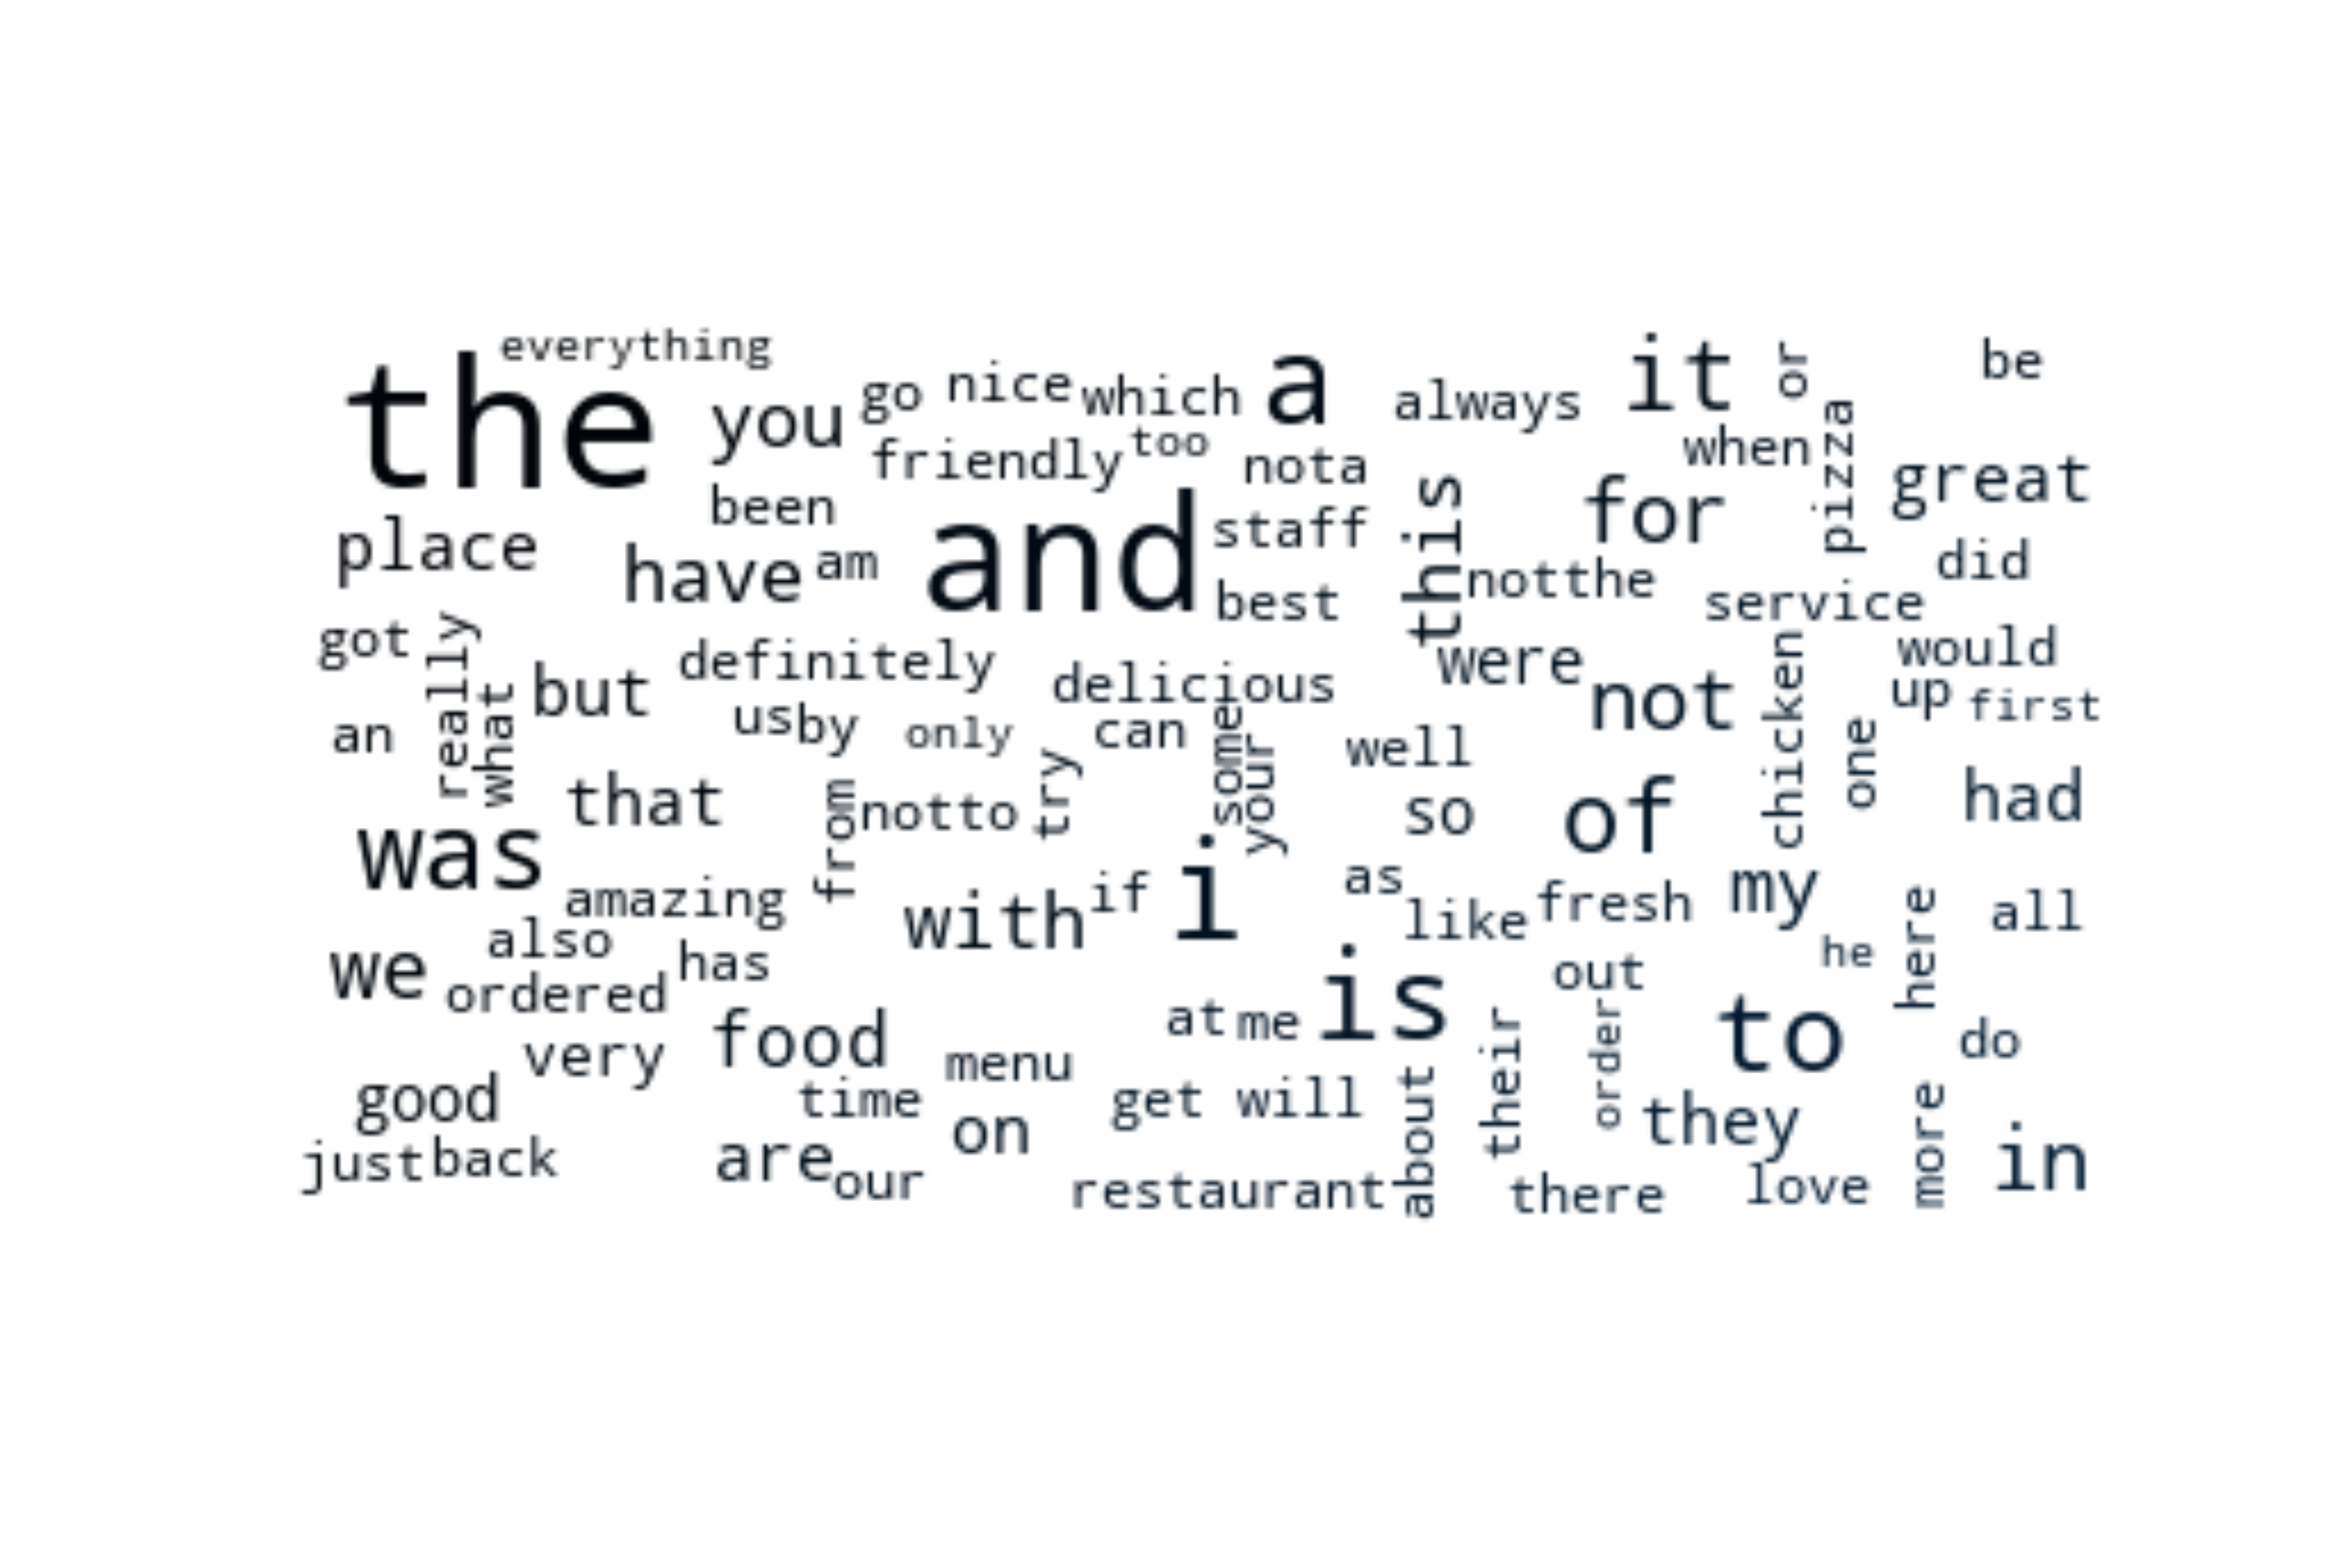 everything
the
you
go
nice
which
a
always
it
or
be
friendly
too
nota
when
pizza
great
been
place
have
am
and
staff
this
for
notthe
did
best
service
got
really
what
but
definitely
delicious
were
not
chicken
would
up
first
an
us
by
only
can
some
your
well
one
that
from
notto
try
so
of
had
was
amazing
with
if
i
as
like
fresh
my
here
all
also
we
ordered
has
he
out
is
food
at
me
their
order
to
do
very
menu
good
time
on
get
will
about
they
more
in
just
back
are
our
restaurant
there
love